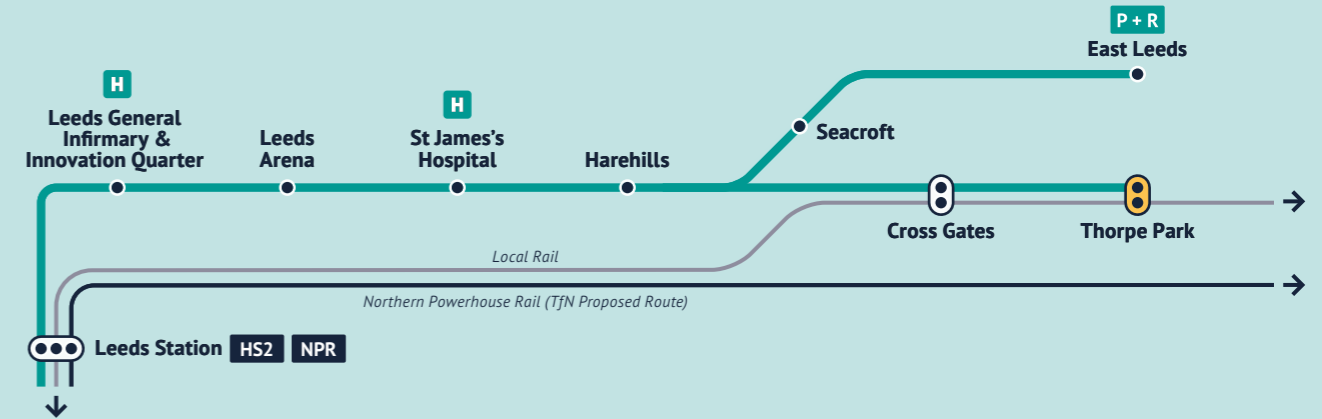 P + R
East Leeds
H
Leeds General
Infirmary &
Innovation Quarter
Leeds
Arena
H
St James's
Hospital
Harehills
Seacroft
Cross Gates
Thorpe Park
Local Rail
Northern Powerhouse Rail (TfN Proposed Route)
Leeds Station HS2 NPR